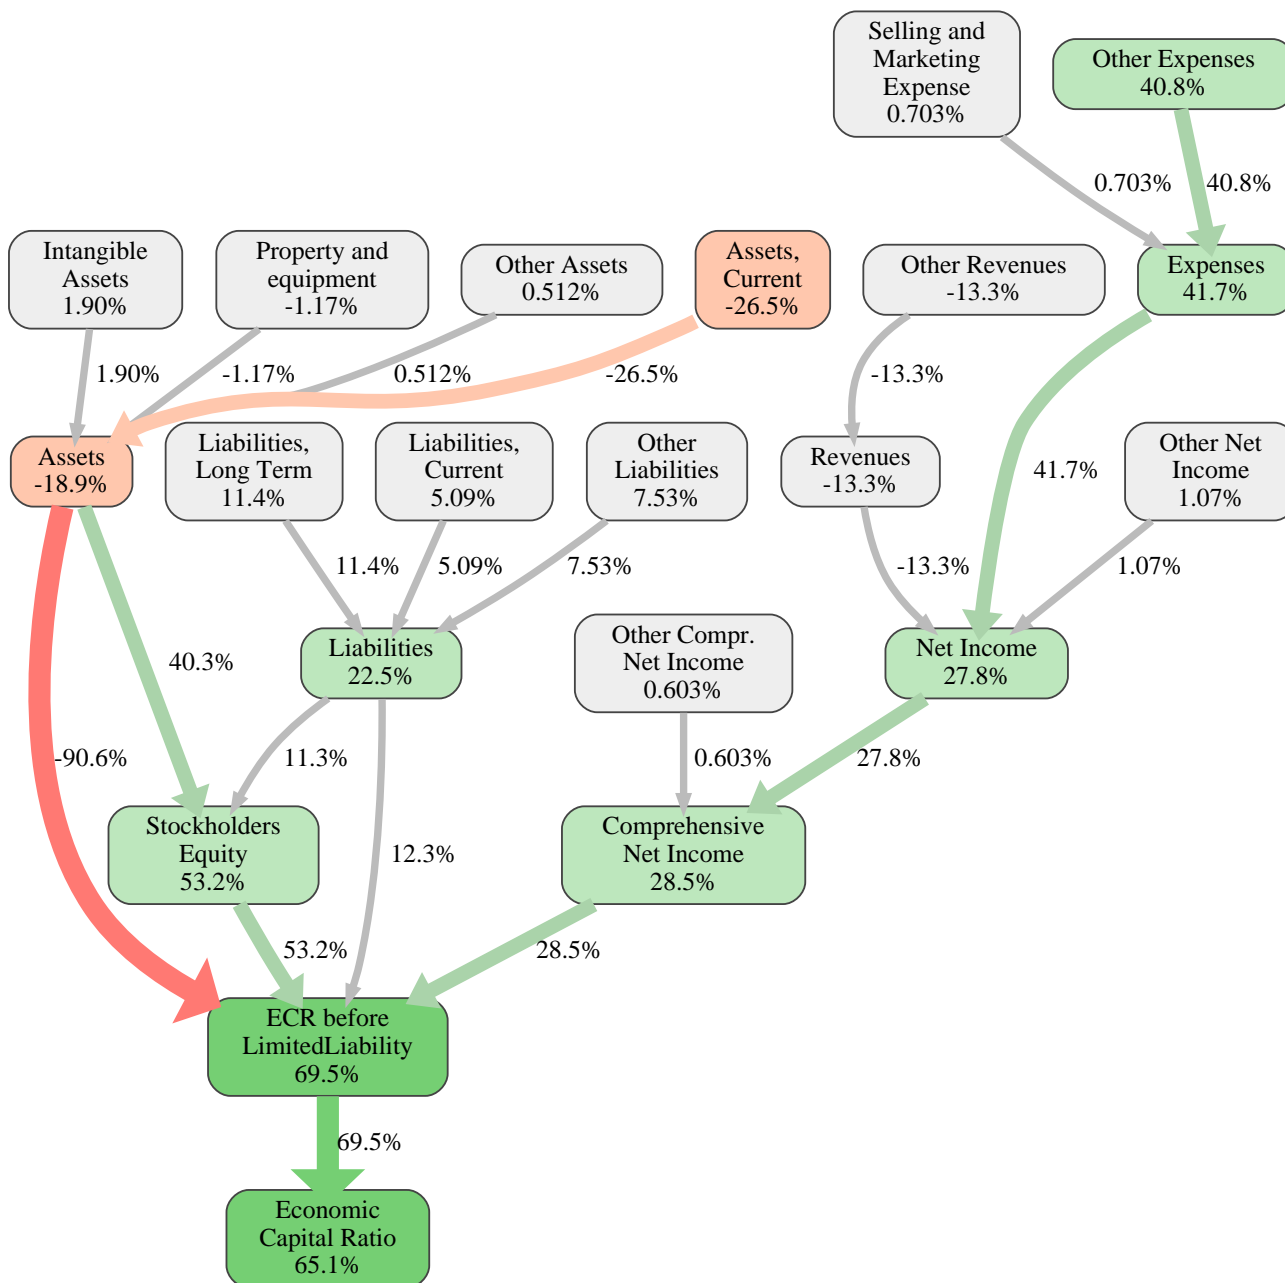 Selling and
Marketing
Expense
0.703%
Other Expenses
40.8%
0.703%
40.8%
Intangible
Assets
1.90%
Property and
equipment
-1.17%
Other Assets
0.512%
Assets,
Current
-26.5%
Other Revenues
-13.3%
Expenses
41.7%
1.90%
-1.17%
0.512%
-26.5%
-13.3%
41.7%
Assets
-18.9%
Liabilities,
Long Term
11.4%
Liabilities,
Current
5.09%
Other
Liabilities
7.53%
Revenues
-13.3%
Other Net
Income
1.07%
11.4%
5.09%
7.53%
-13.3%
1.07%
40.3%
Liabilities
22.5%
Other Compr.
Net Income
0.603%
Net Income
27.8%
-90.6%
11.3%
0.603%
27.8%
Stockholders
Equity
53.2%
12.3%
Comprehensive
Net Income
28.5%
53.2%
28.5%
ECR before
LimitedLiability
69.5%
69.5%
Economic
Capital Ratio
65.1%